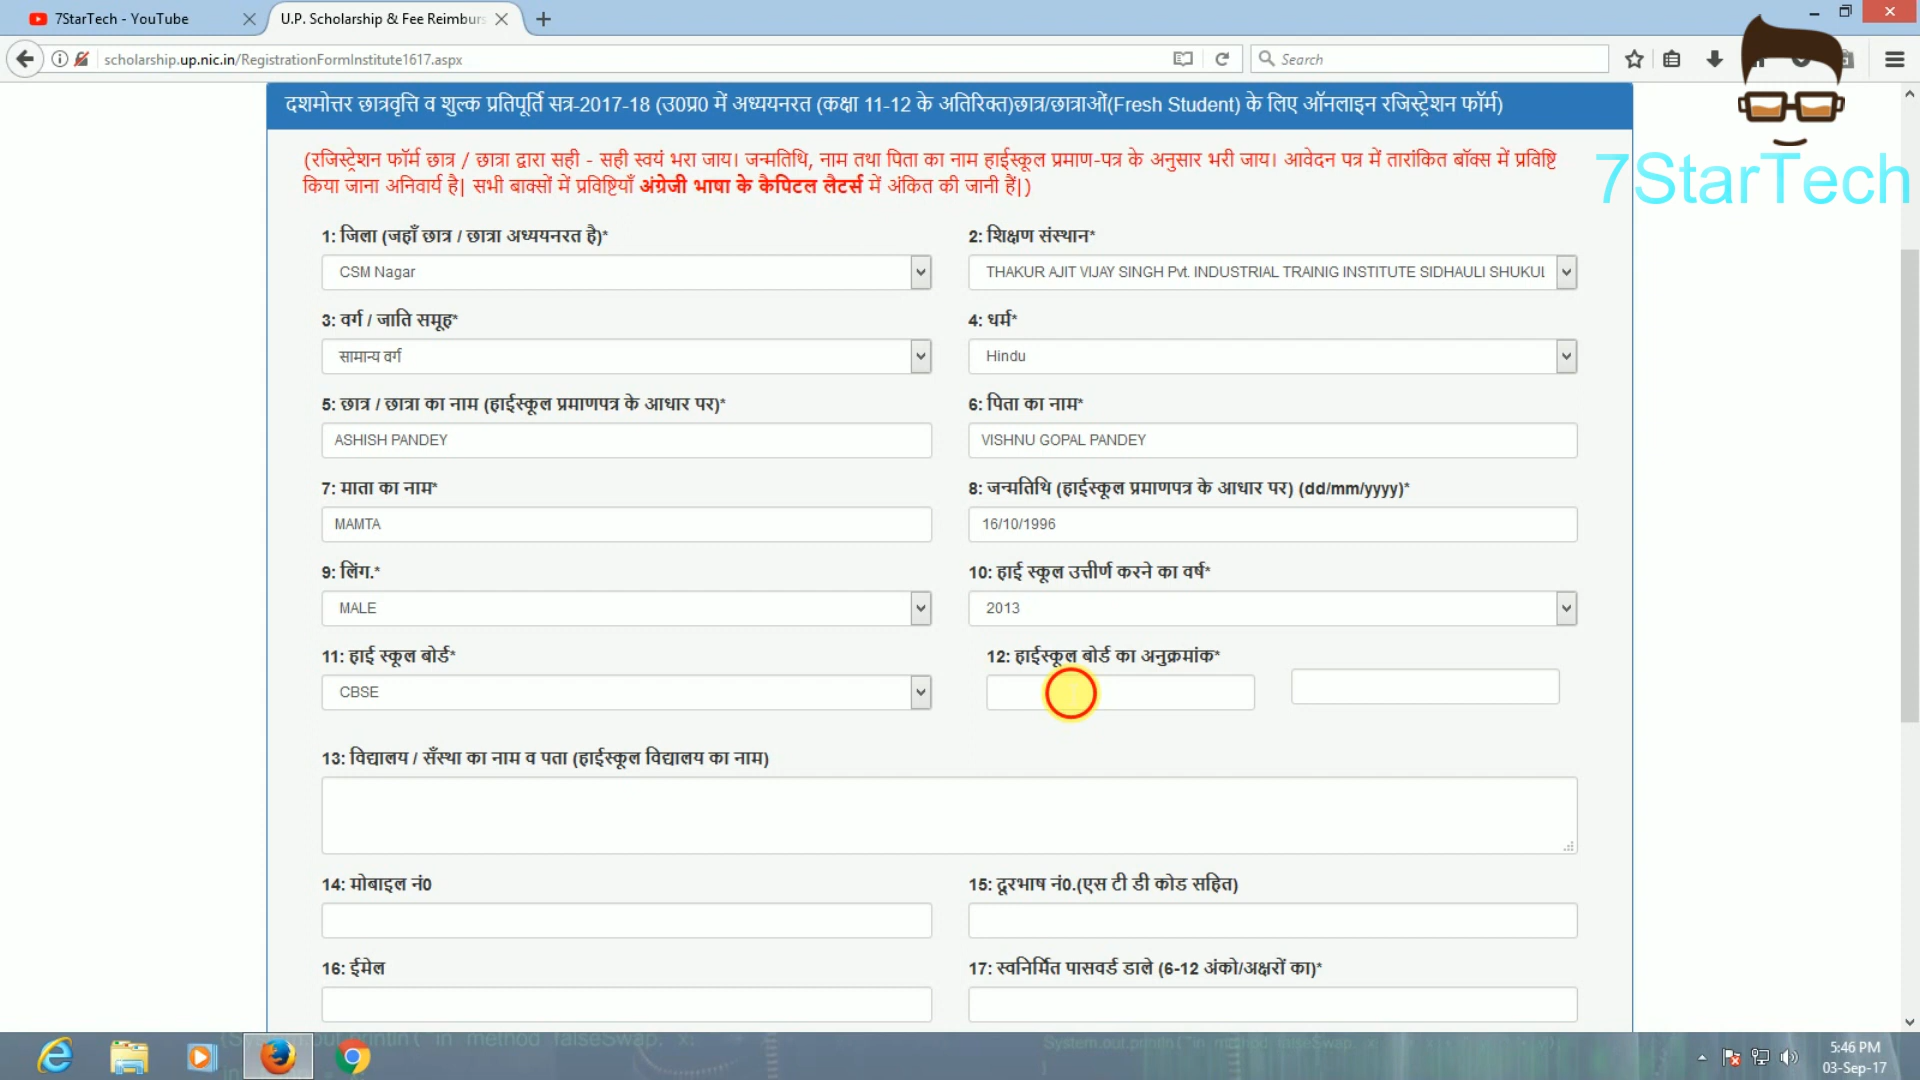 7StarTech - YouTube
U.P. Scholarship & Fee Reimburs
scholarship.up.nic.in/RegistrationFormInstitute1617.aspx
Search
दशमोत्तर छात्रवृत्ति व शुल्क प्रतिपूर्ति सत्र-2017-18 (उ0प्र0 में अध्ययनरत (कक्षा 11-12 के अतिरिक्त)छात्र/छात्राओं(Fresh Student) के लिए ऑनलाइन रजिस्ट्रेशन फॉर्म)
7StarTech
(रजिस्ट्रेशन फॉर्म छात्र / छात्रा द्वारा सही - सही स्वयं भरा जाय। जन्मतिथि, नाम तथा पिता का नाम हाईस्कूल प्रमाण-पत्र के अनुसार भरी जाय। आवेदन पत्र में तारांकित बॉक्स में प्रविष्टि
किया जाना अनिवार्य है| सभी बाक्सों में प्रविष्टियाँ अंग्रेजी भाषा के कैपिटल लैटर्स में अंकित की जानी हैं|)
1: जिला (जहाँ छात्र / छात्रा अध्ययनरत है)*
2: शिक्षण संस्थान*
CSM Nagar
THAKUR AJIT VIJAY SINGH Pvt. INDUSTRIAL TRAINIG INSTITUTE SIDHAULI SHUKUL
3: वर्ग / जाति समूह*
4: धर्म*
सामान्य वर्ग
Hindu
5: छात्र / छात्रा का नाम (हाईस्कूल प्रमाणपत्र के आधार पर)*
6: पिता का नाम*
ASHISH PANDEY
VISHNU GOPAL PANDEY
7: माता का नाम*
8: जन्मतिथि (हाईस्कूल प्रमाणपत्र के आधार पर) (dd/mm/yyyy)*
MAMTA
16/10/1996
9: लिंग.*
10: हाई स्कूल उत्तीर्ण करने का वर्ष*
MALE
2013
11: हाई स्कूल बोर्ड*
12: हाईस्कूल बोर्ड का अनुक्रमांक*
CBSE
13: विद्यालय / सँस्था का नाम व पता (हाईस्कूल विद्यालय का नाम)
14: मोबाइल नं0
15: दूरभाष नं0.(एस टी डी कोड सहित)
16: ईमेल
17: स्वनिर्मित पासवर्ड डाले (6-12 अंको/अक्षरों का)*
5:46 PM
03-Sep-17